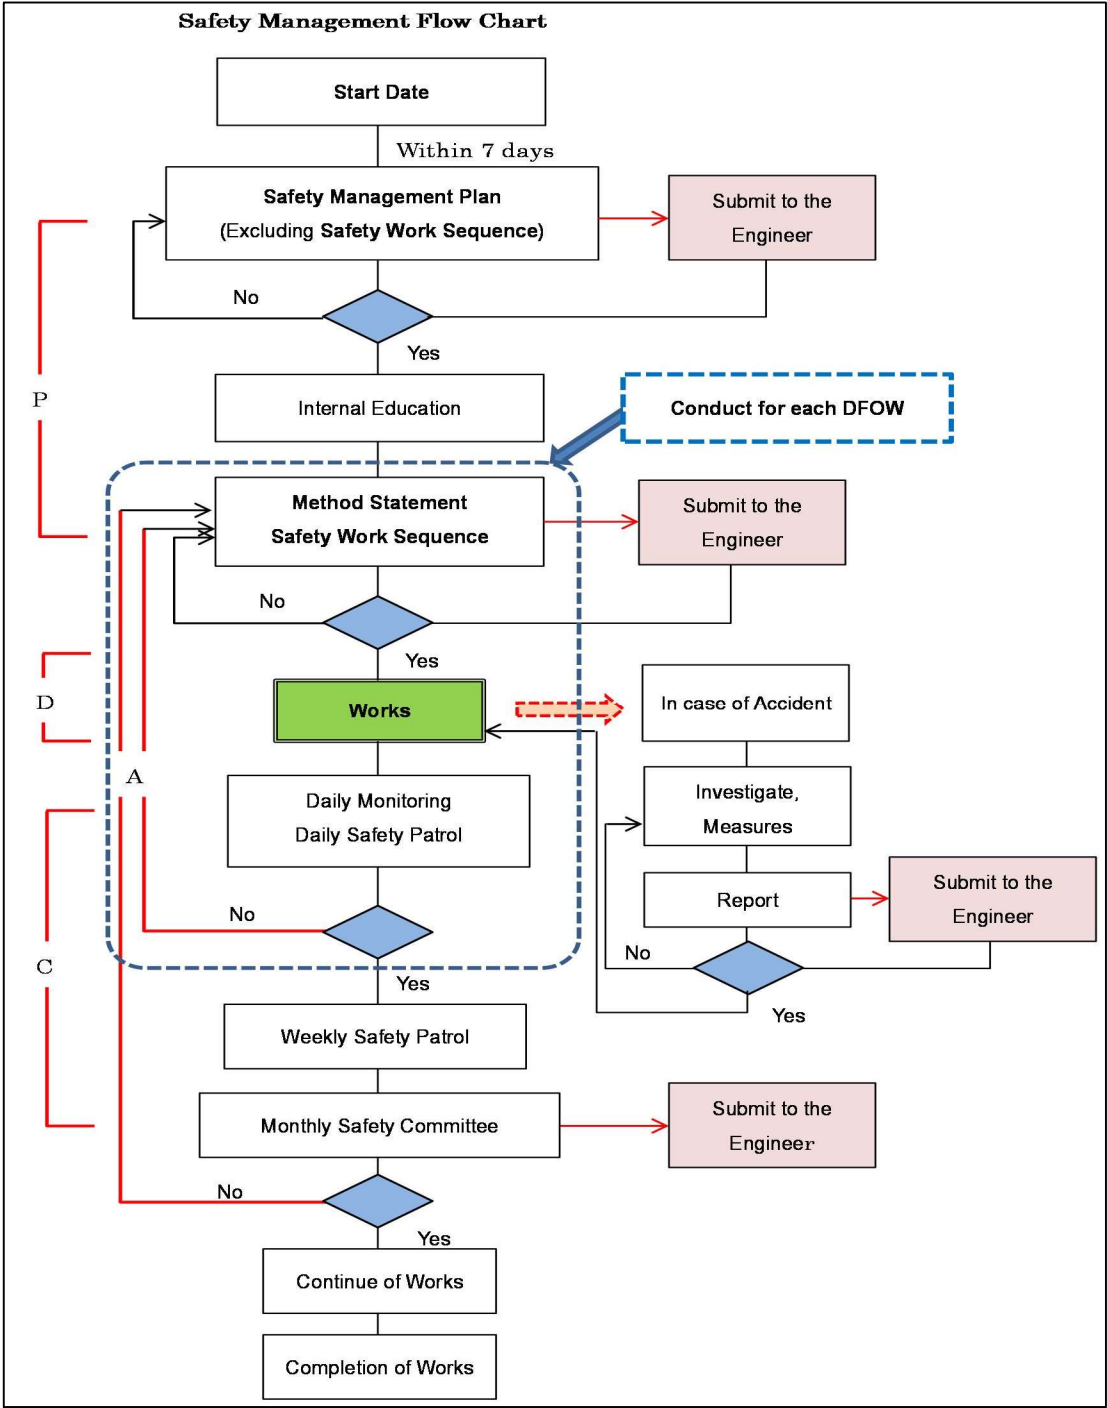 Safety Management Flow Chart
Start Date
Within 7 days
Safety Management Plan
(Excluding Safety Work Sequence)
Submit to the
Engineer
No
Yes
P
Internal Education
Conduct for each DFOW
Method Statement
Safety Work Sequence
Submit to the
Engineer
No
Yes
D
Works
In case of Accident
A
Investigate,
Measures
Daily Monitoring
Daily Safety Patrol
Report
Submit to the
Engineer
No
No
C
Yes
Yes
Weekly Safety Patrol
Monthly Safety Committee
Submit to the
Engineer
No
Yes
Continue of Works
Completion of Works